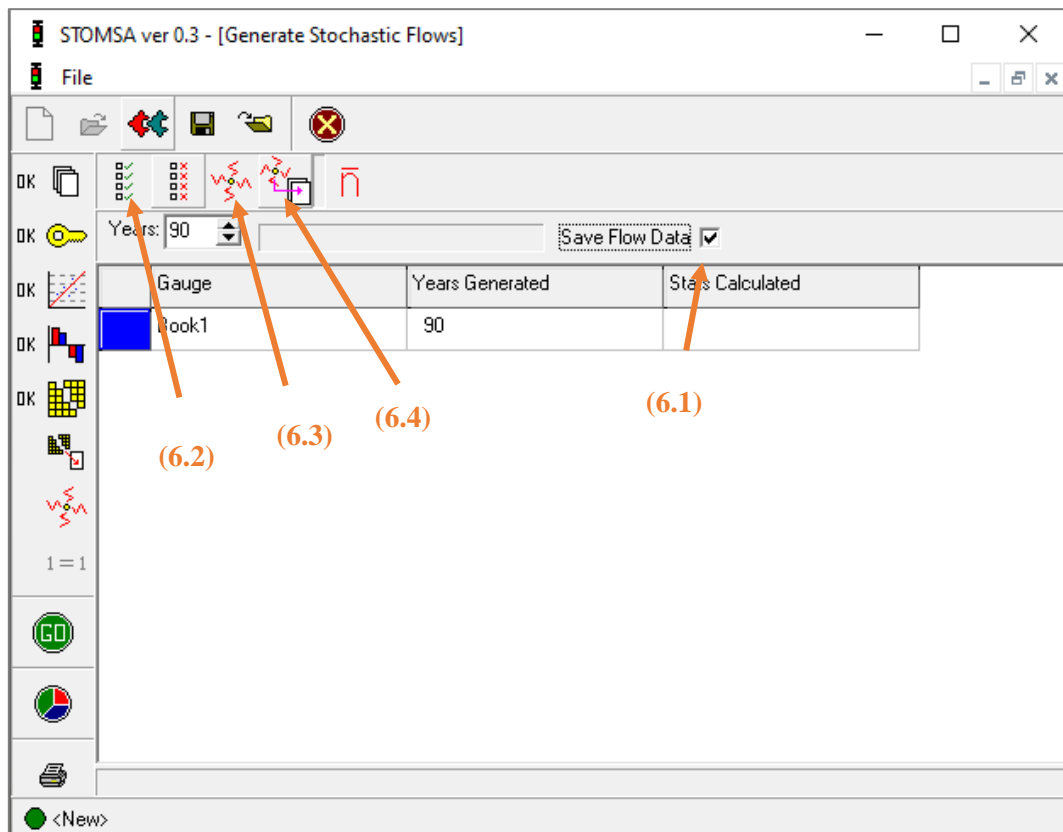 STOMSA ver 0.3 - [Generate Stochastic Flows]
File
OK
OK Years: 90 Save Flow Data
OK Gauge Years Generated Stats Calculated
Book1 90
OK
OK
(6.2) (6.3) (6.4) (6.1)
1=1
GO
<New>